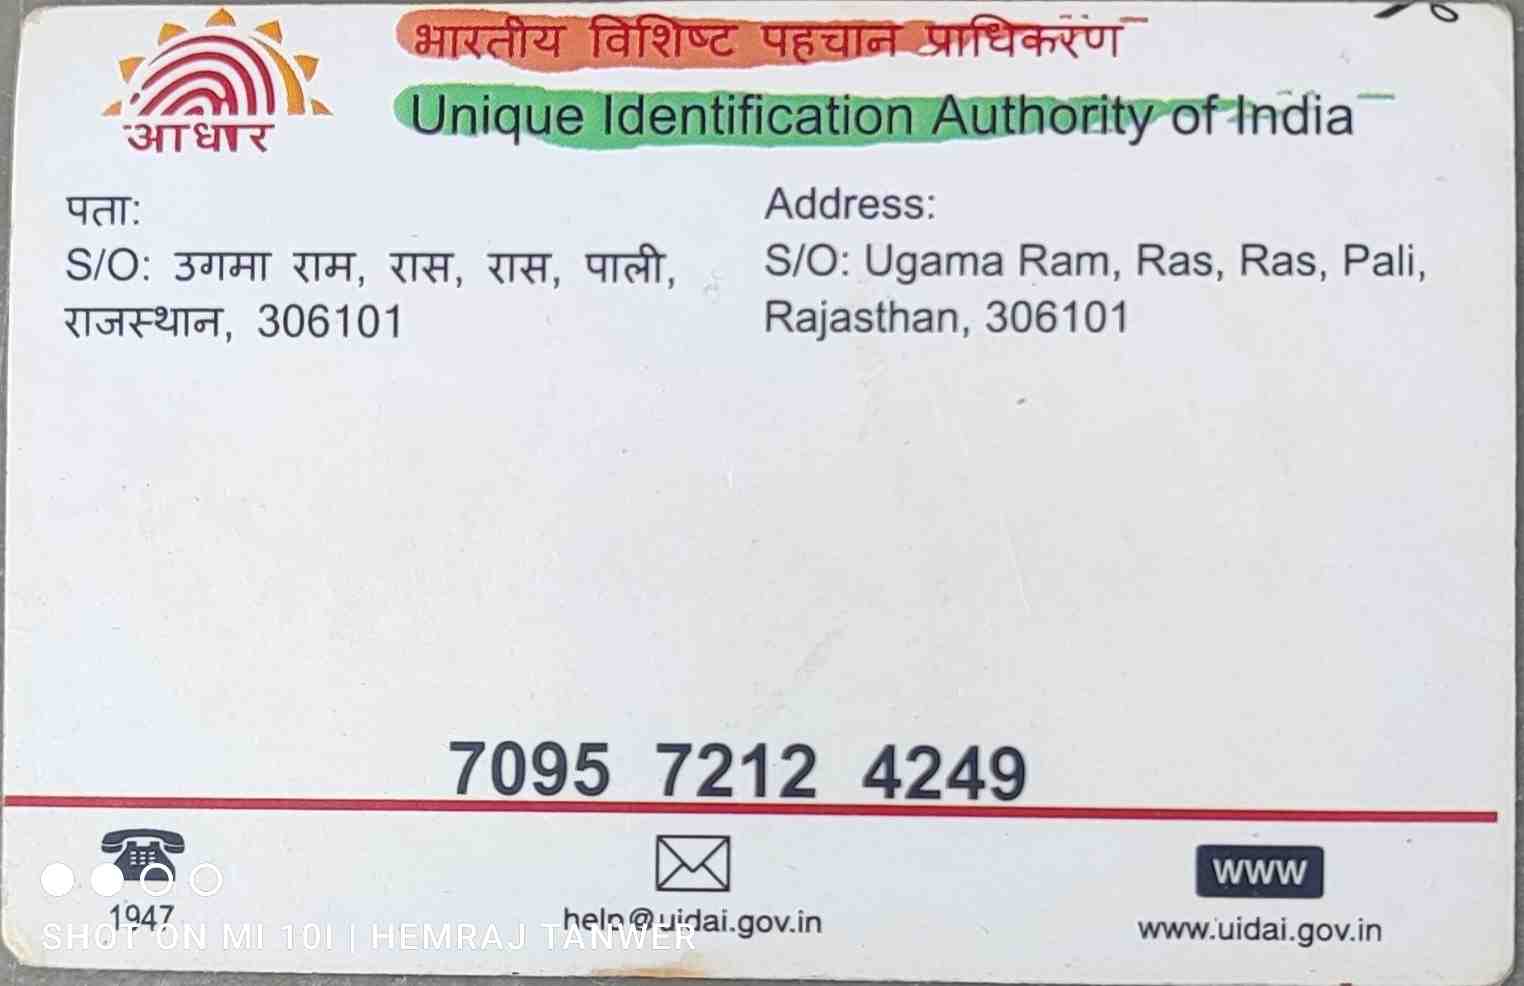 भारतीय विशिष्ट पहचान प्राधिकरण
Unique Identification Authority of India
आधार
पता:
S/O: उगमा राम, रास, रास, पाली,
राजस्थान, 306101
Address:
S/O: Ugama Ram, Ras, Ras, Pali,
Rajasthan, 306101
7095 7212 4249
1947
help@uidai.gov.in
www
www.uidai.gov.in
SHOT ON MI 10I | HEMRAJ TANWER